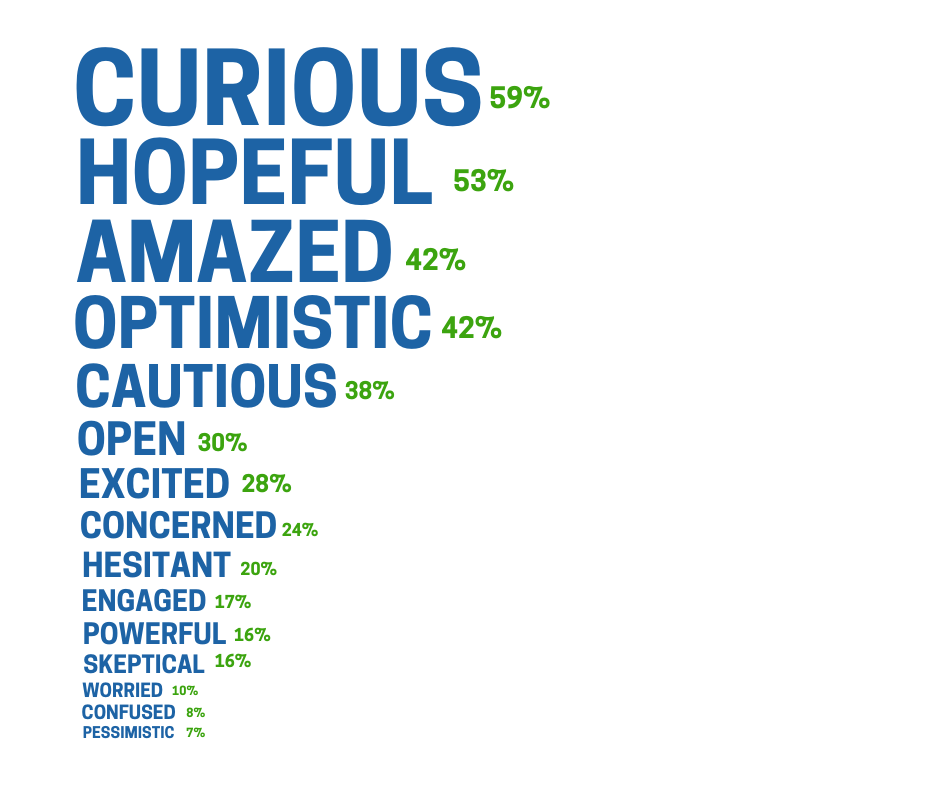 CURIOUS 59%
HOPEFUL 53%
AMAZED 42%
OPTIMISTIC 42%
CAUTIOUS 38%
OPEN 30%
EXCITED 28%
CONCERNED 24%
HESITANT 20%
ENGAGED 17%
POWERFUL 16%
SKEPTICAL 16%
WORRIED 10%
CONFUSED 8%
PESSIMISTIC 7%